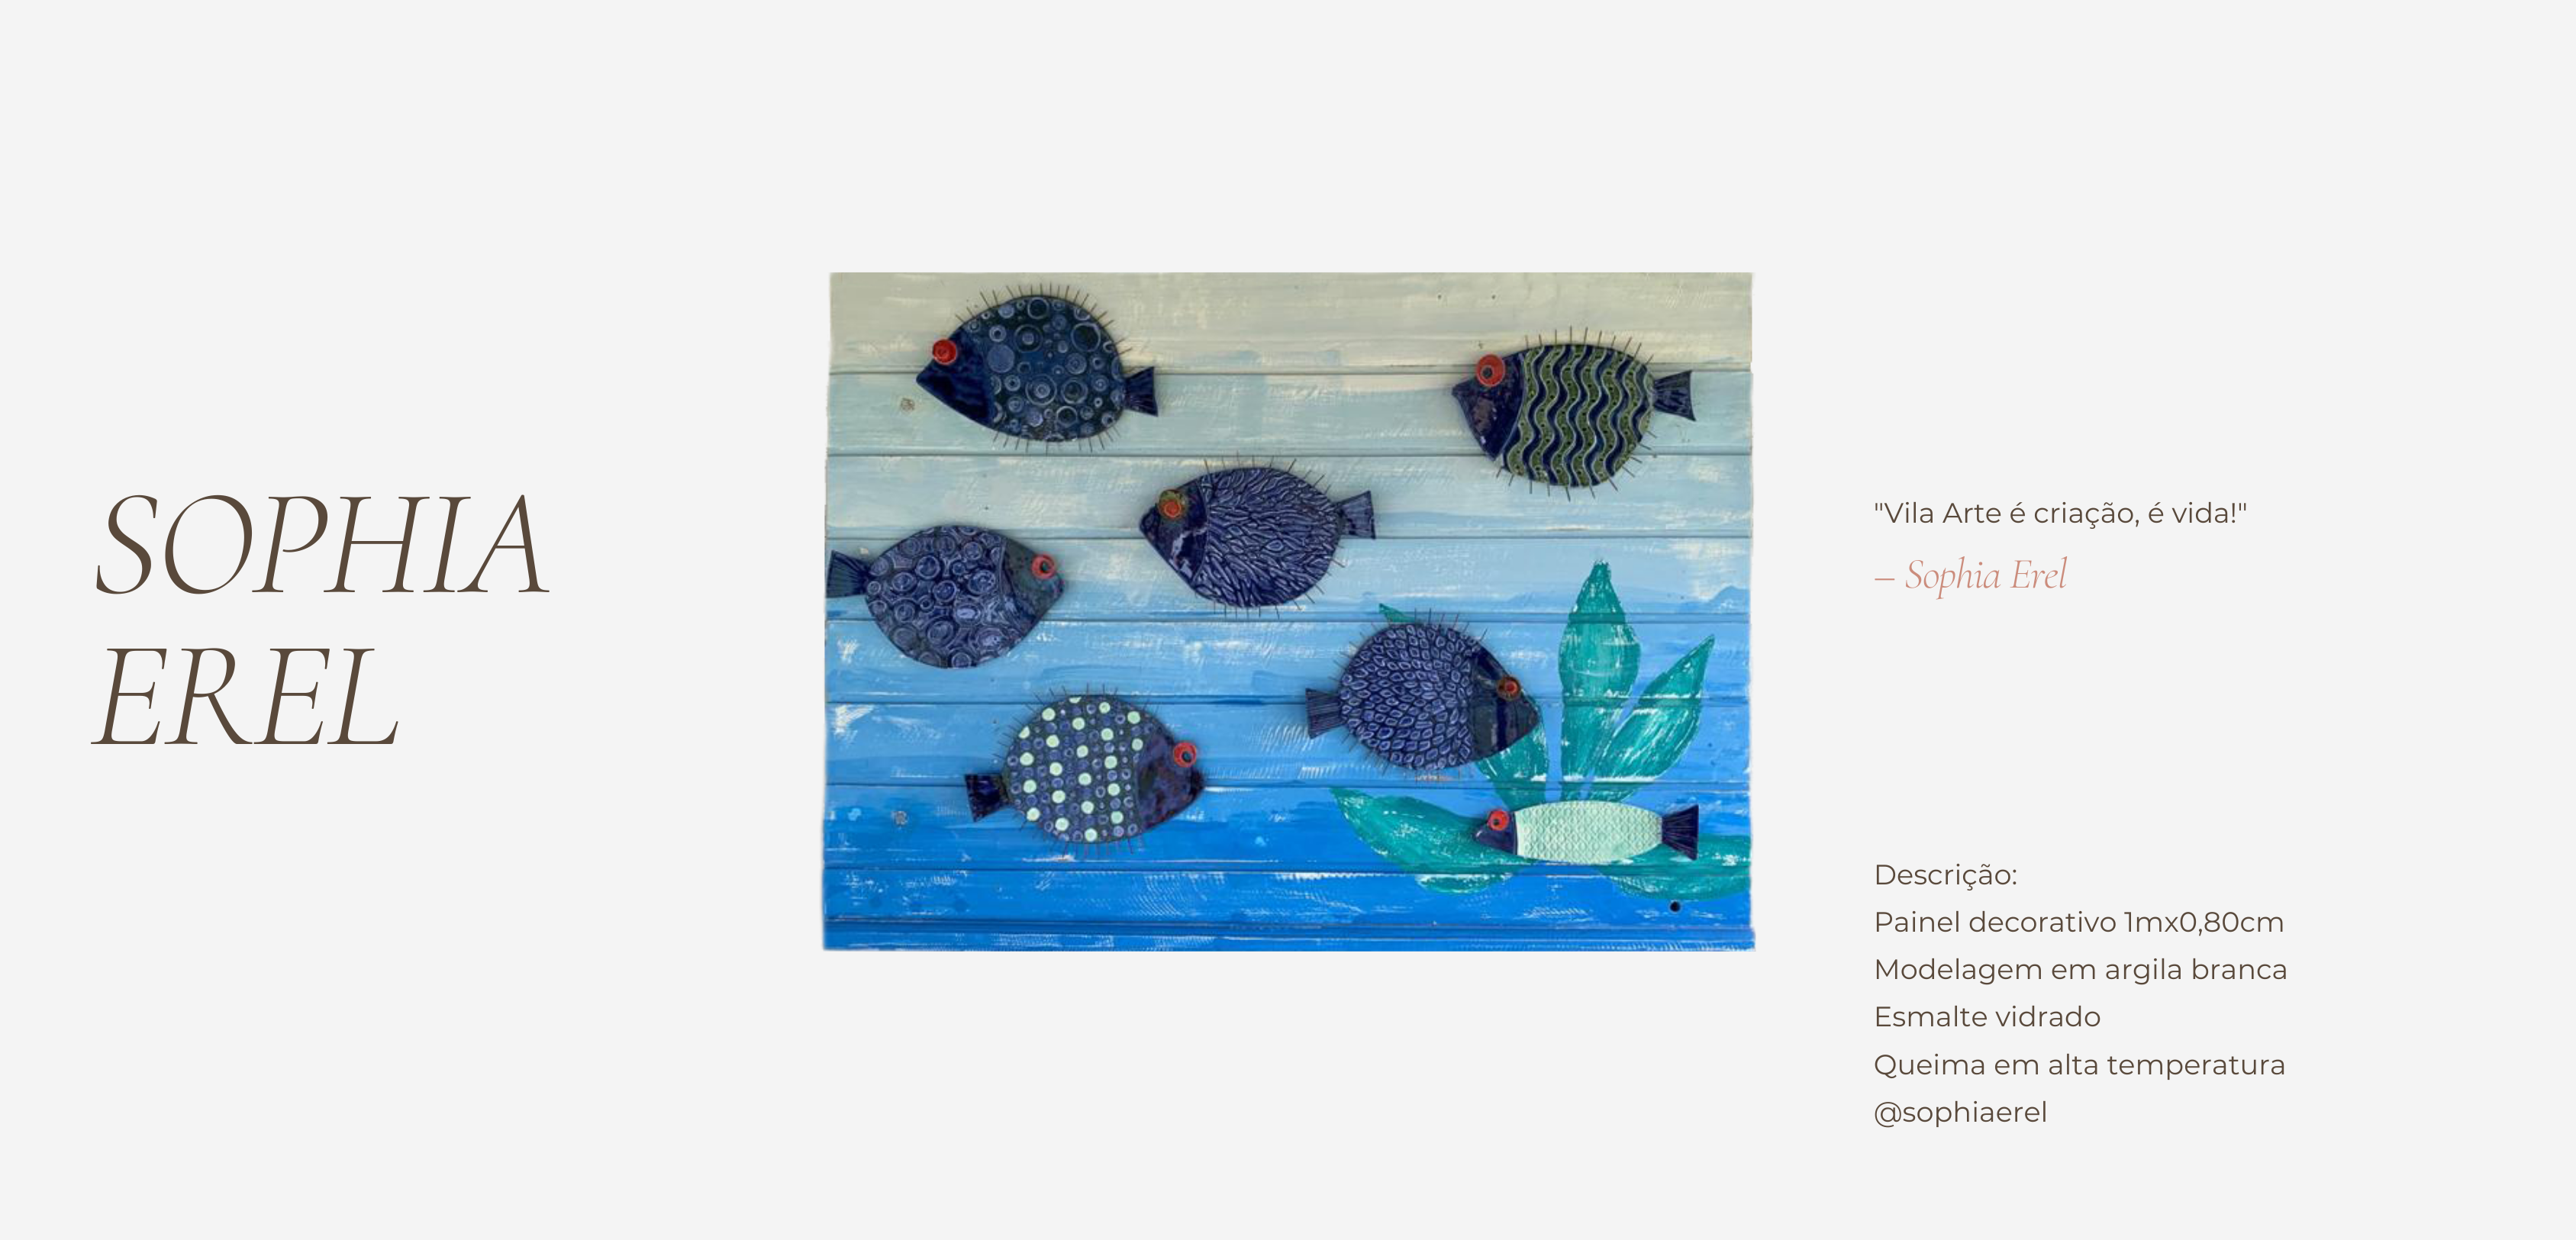 SOPHIA
EREL
"Vila Arte é criação, é vida!"
– Sophia Erel
Descrição:
Painel decorativo 1mx0,80cm
Modelagem em argila branca
Esmalte vidrado
Queima em alta temperatura
@sophiaerel